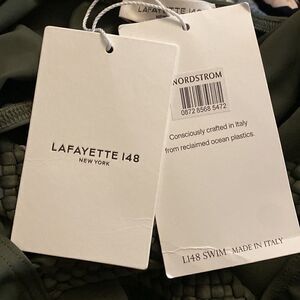 LAFAYETTE 148
NORDSTROM
0872 8568 5472
Consciously crafted in Italy
from reclaimed ocean plastics.
LAFAYETTE 148
NEW YORK
L148 SWIM MADE IN ITALY